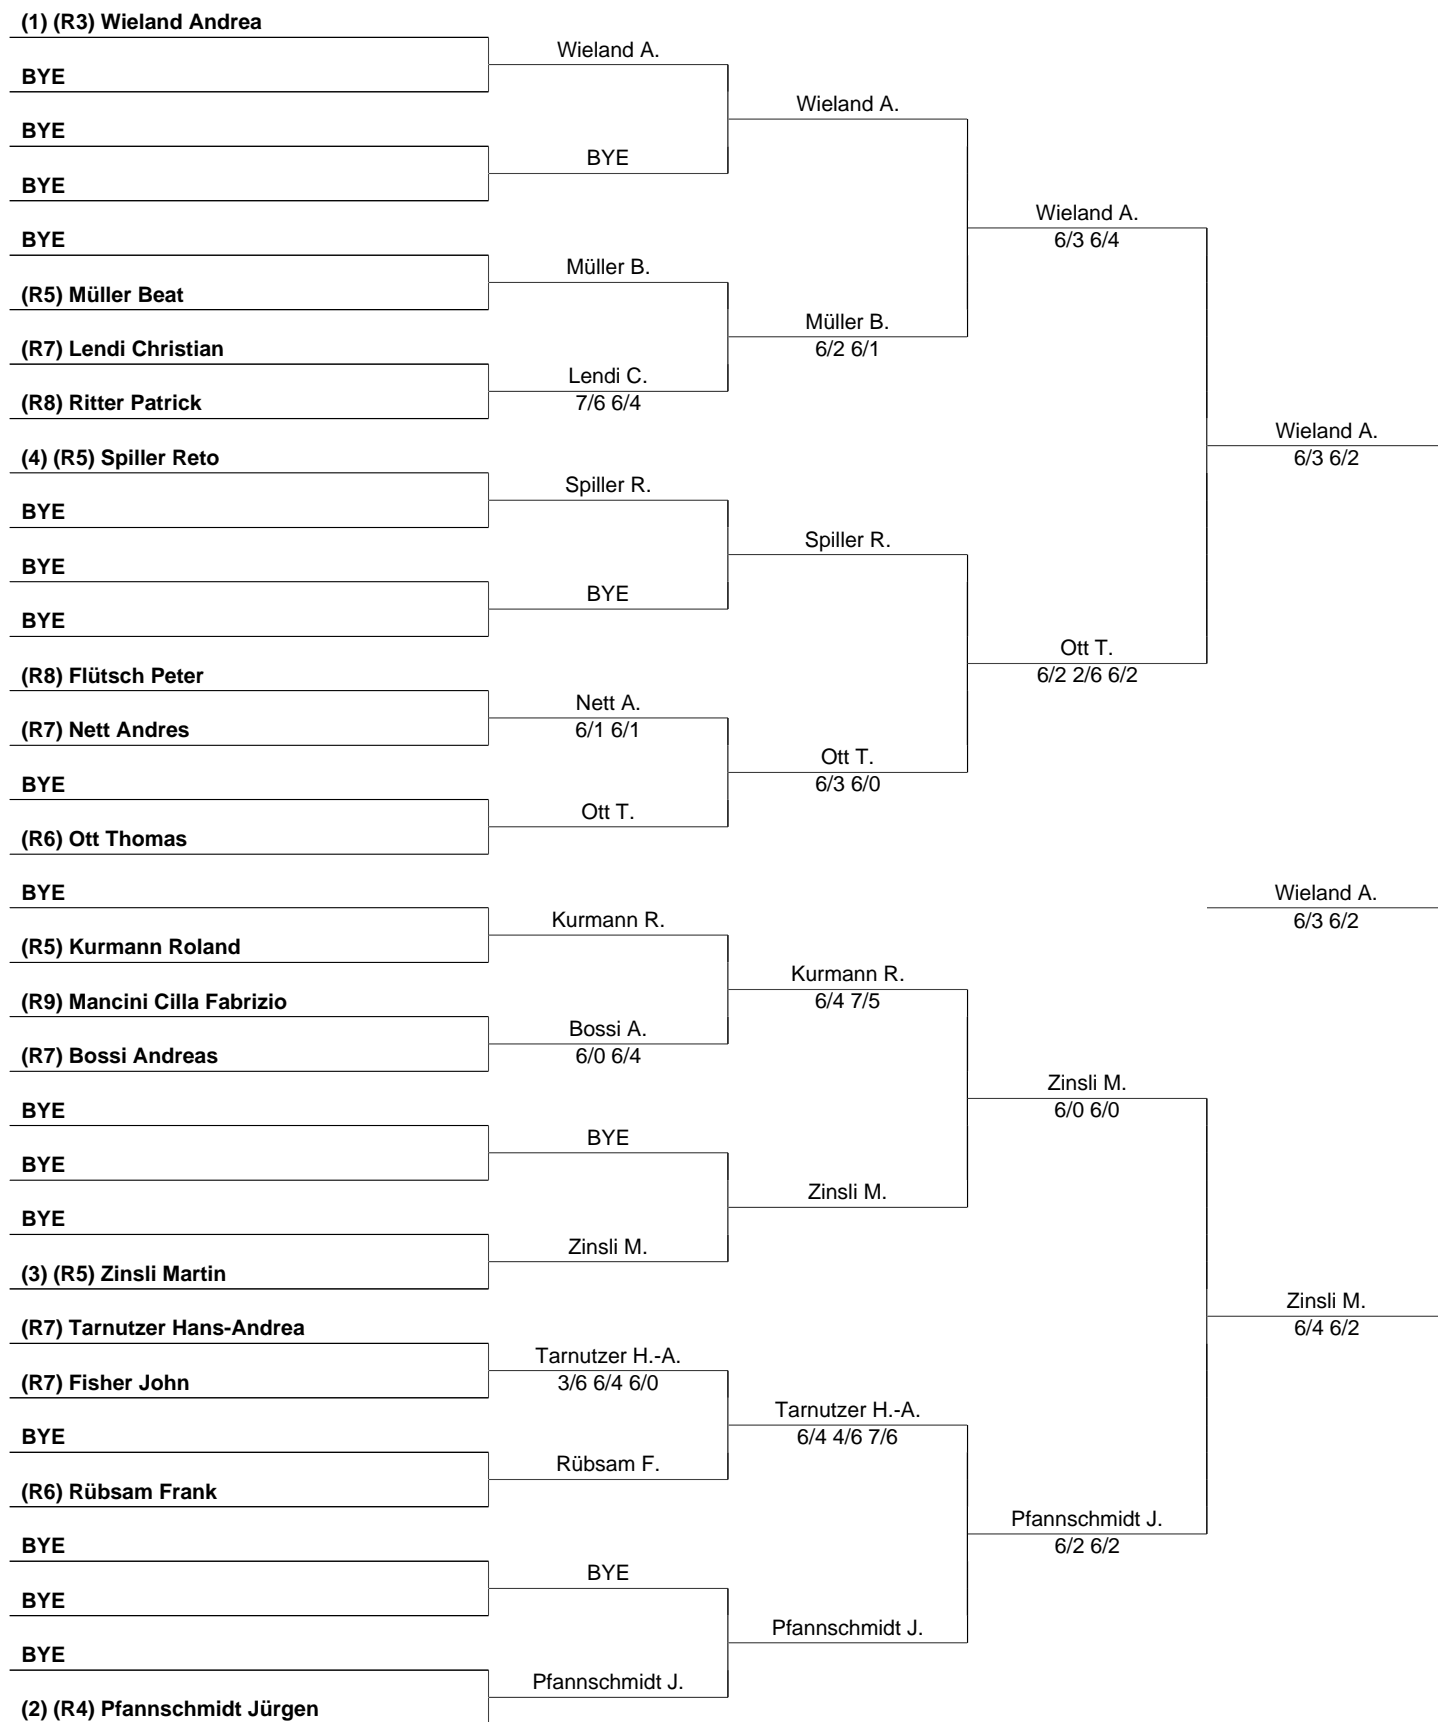 (1) (R3) Wieland Andrea
BYE
BYE
BYE
BYE
(R5) Müller Beat
(R7) Lendi Christian
(R8) Ritter Patrick
(4) (R5) Spiller Reto
BYE
BYE
BYE
(R8) Flütsch Peter
(R7) Nett Andres
BYE
(R6) Ott Thomas
BYE
(R5) Kurmann Roland
(R9) Mancini Cilla Fabrizio
(R7) Bossi Andreas
BYE
BYE
BYE
(3) (R5) Zinsli Martin
(R7) Tarnutzer Hans-Andrea
(R7) Fisher John
BYE
(R6) Rübsam Frank
BYE
BYE
BYE
(2) (R4) Pfannschmidt Jürgen
Wieland A.
BYE
Müller B.
Lendi C.
7/6 6/4
Spiller R.
BYE
Nett A.
6/1 6/1
Ott T.
Kurmann R.
Bossi A.
6/0 6/4
BYE
Zinsli M.
Tarnutzer H.-A.
3/6 6/4 6/0
Rübsam F.
BYE
Pfannschmidt J.
Wieland A.
Müller B.
6/2 6/1
Spiller R.
Ott T.
6/3 6/0
Kurmann R.
6/4 7/5
Zinsli M.
Tarnutzer H.-A.
6/4 4/6 7/6
Pfannschmidt J.
Wieland A.
6/3 6/4
Ott T.
6/2 2/6 6/2
Zinsli M.
6/0 6/0
Pfannschmidt J.
6/2 6/2
Wieland A.
6/3 6/2
Wieland A.
6/3 6/2
Zinsli M.
6/4 6/2